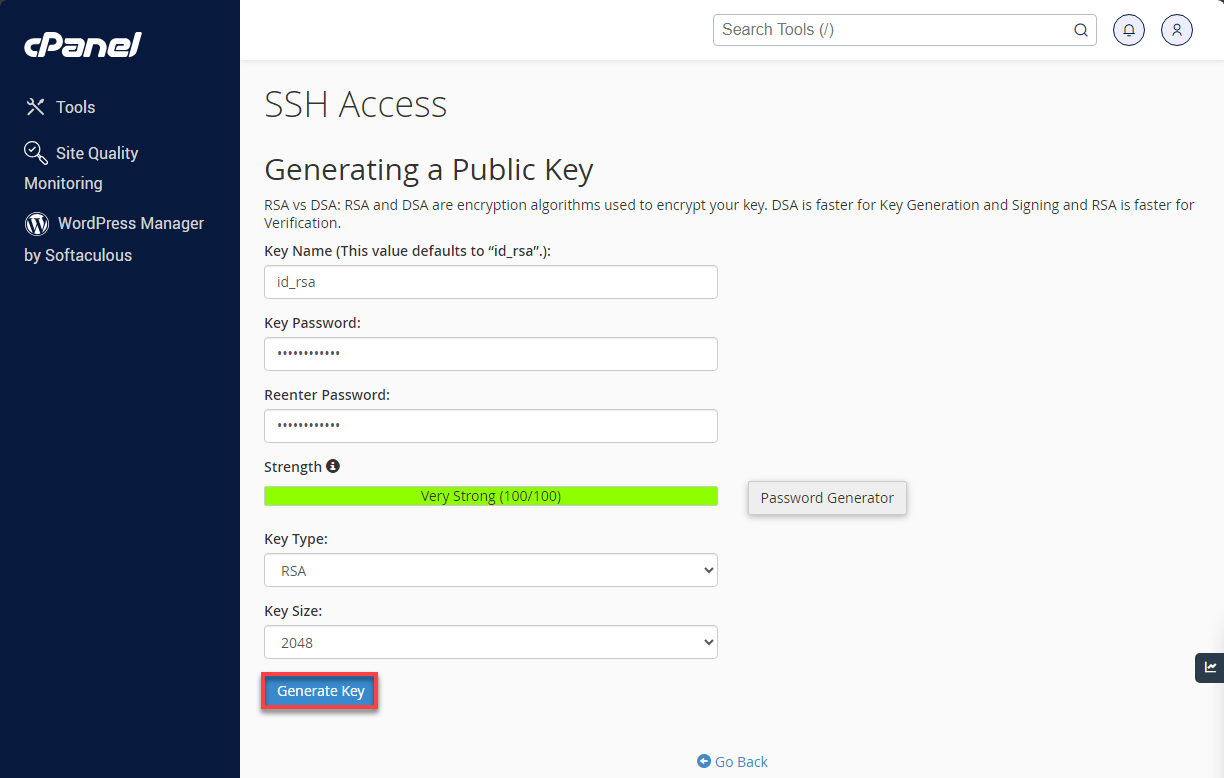 cPanel
Search Tools (/)
Tools
Site Quality
Monitoring
WordPress Manager
by Softaculous
SSH Access
Generating a Public Key
RSA vs DSA: RSA and DSA are encryption algorithms used to encrypt your key. DSA is faster for Key Generation and Signing and RSA is faster for
Verification.
Key Name (This value defaults to “id_rsa”.):
id_rsa
Key Password:
••••••••••••
Reenter Password:
••••••••••••
Strength
Very Strong (100/100)
Password Generator
Key Type:
RSA
Key Size:
2048
Generate Key
Go Back